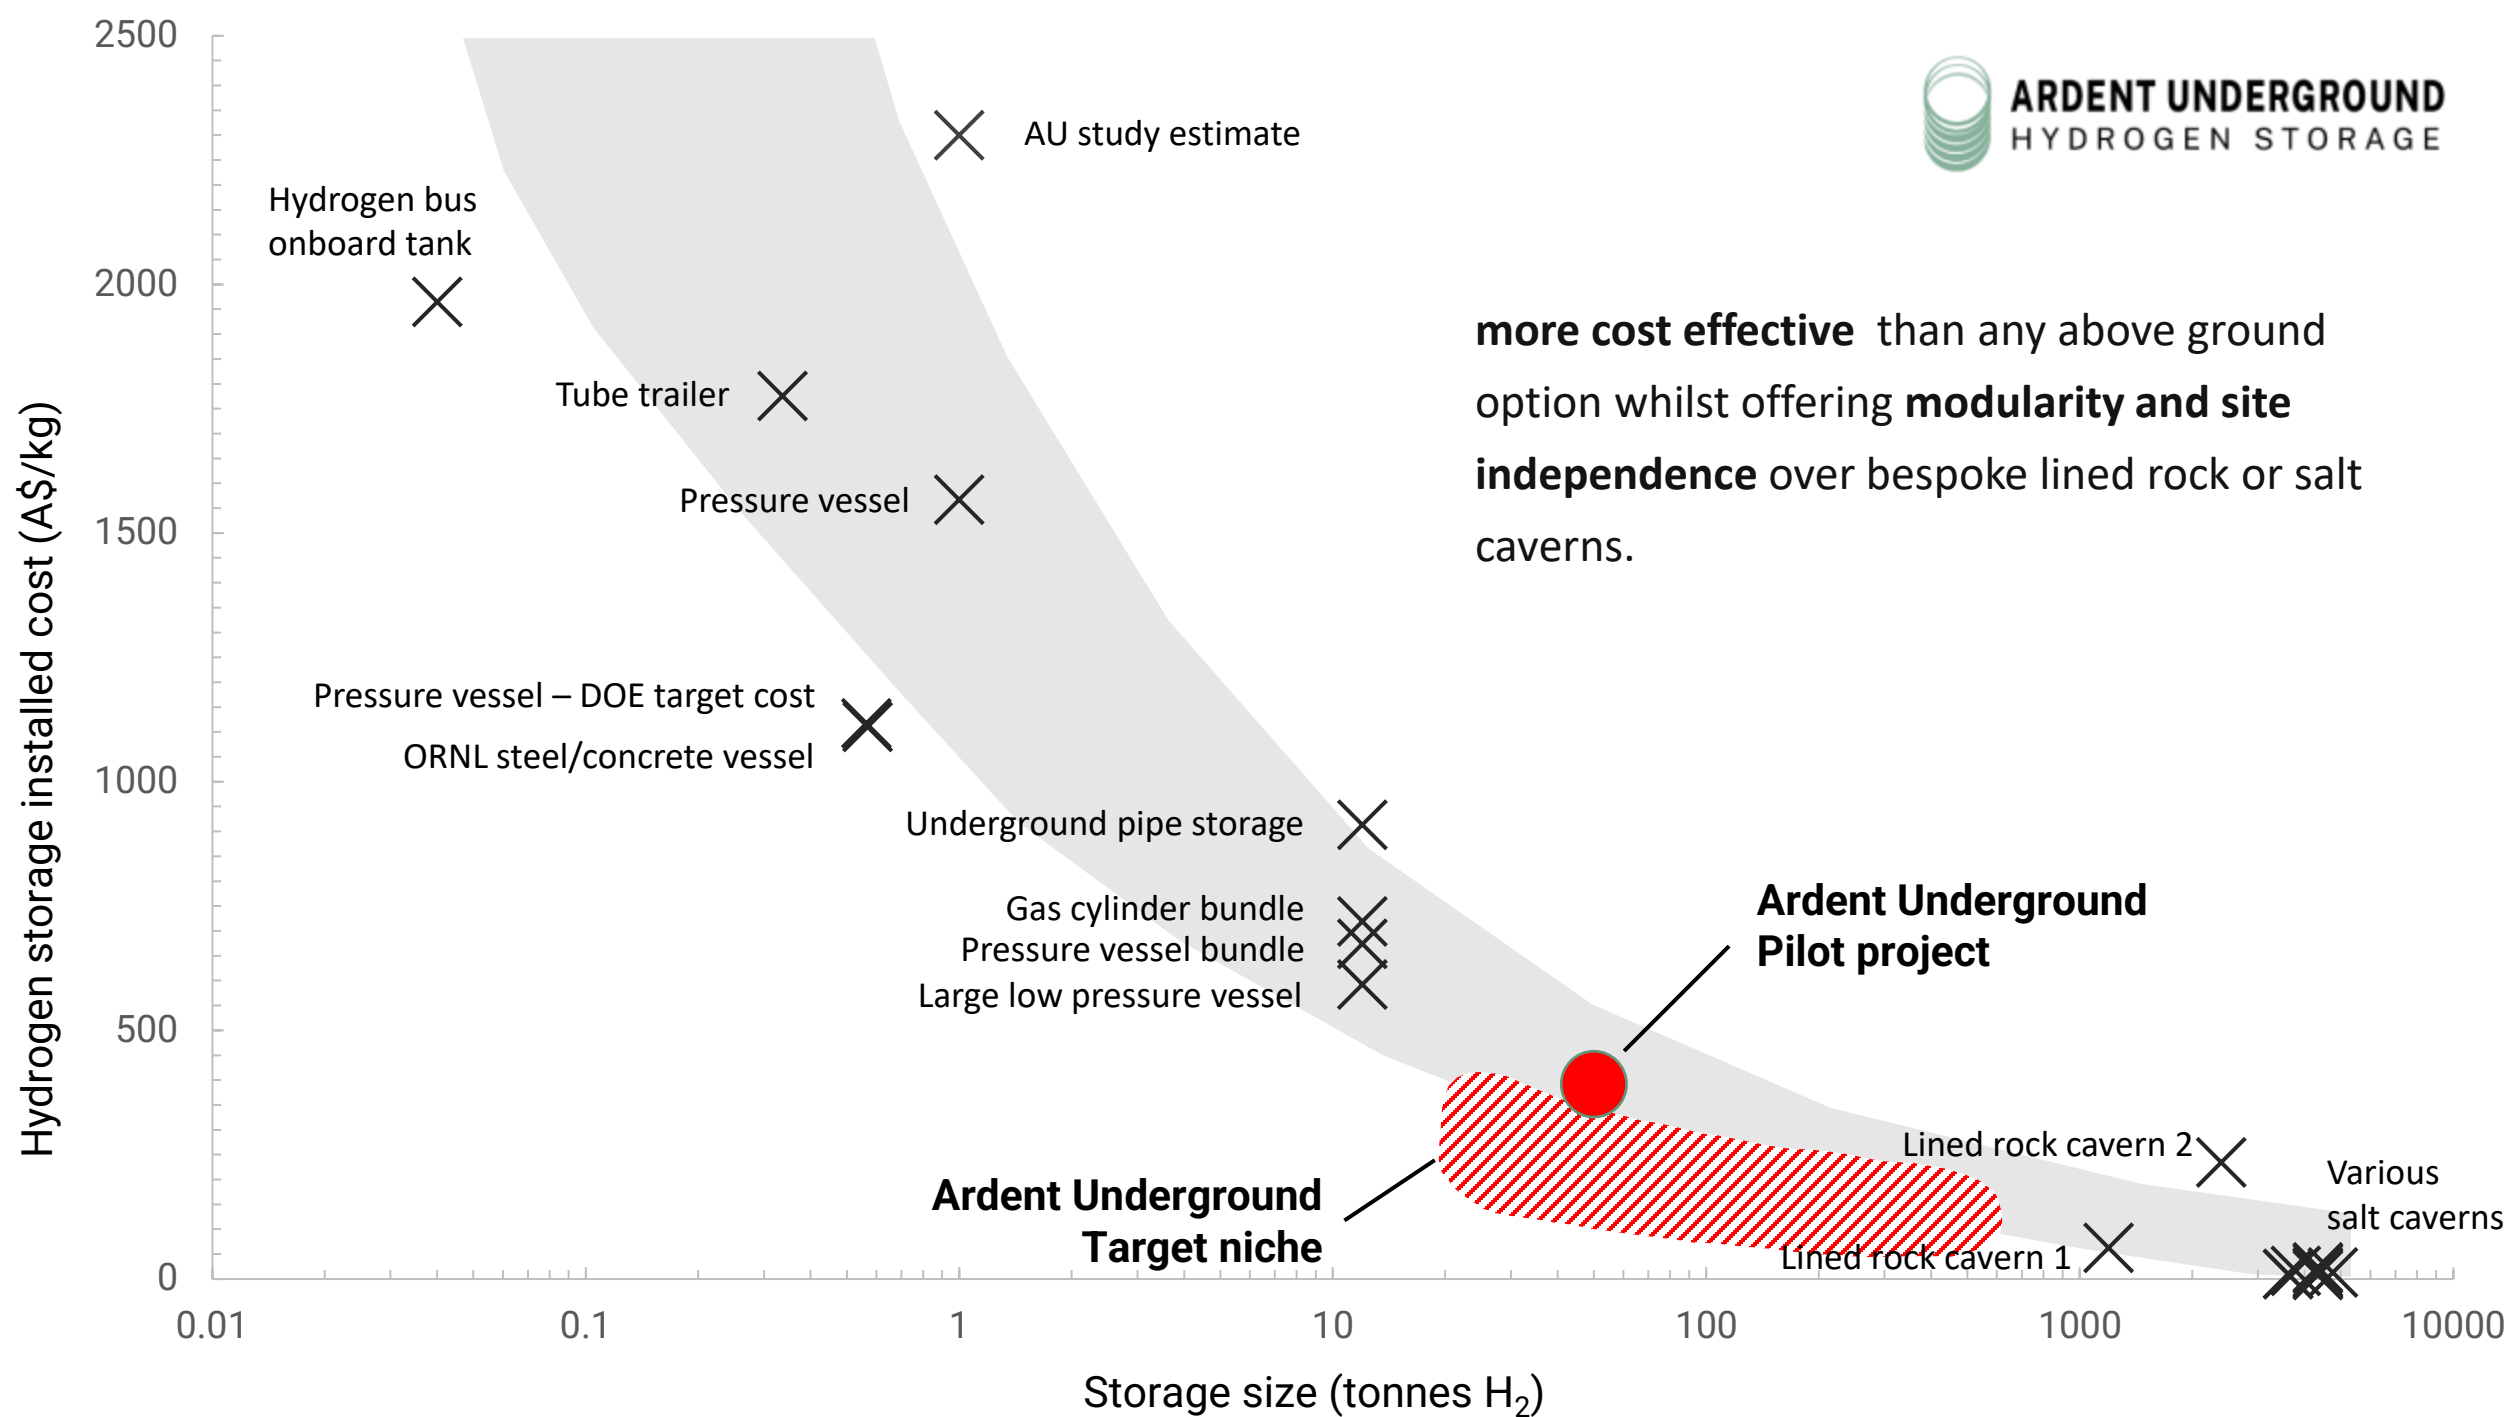 2500
ARDENT UNDERGROUND
HYDROGEN STORAGE
AU study estimate
Hydrogen bus
onboard tank
2000
more cost effective than any above ground
option whilst offering modularity and site
independence over bespoke lined rock or salt
caverns.
Tube trailer
Hydrogen storage installed cost (A$/kg)
1500
Pressure vessel
Pressure vessel – DOE target cost
ORNL steel/concrete vessel
1000
Underground pipe storage
Gas cylinder bundle
Pressure vessel bundle
Large low pressure vessel
Ardent Underground
Pilot project
500
Lined rock cavern 2
Various
salt caverns
Ardent Underground
Target niche
Lined rock cavern 1
0
0.01 0.1 1 10 100 1000 10000
Storage size (tonnes H₂)